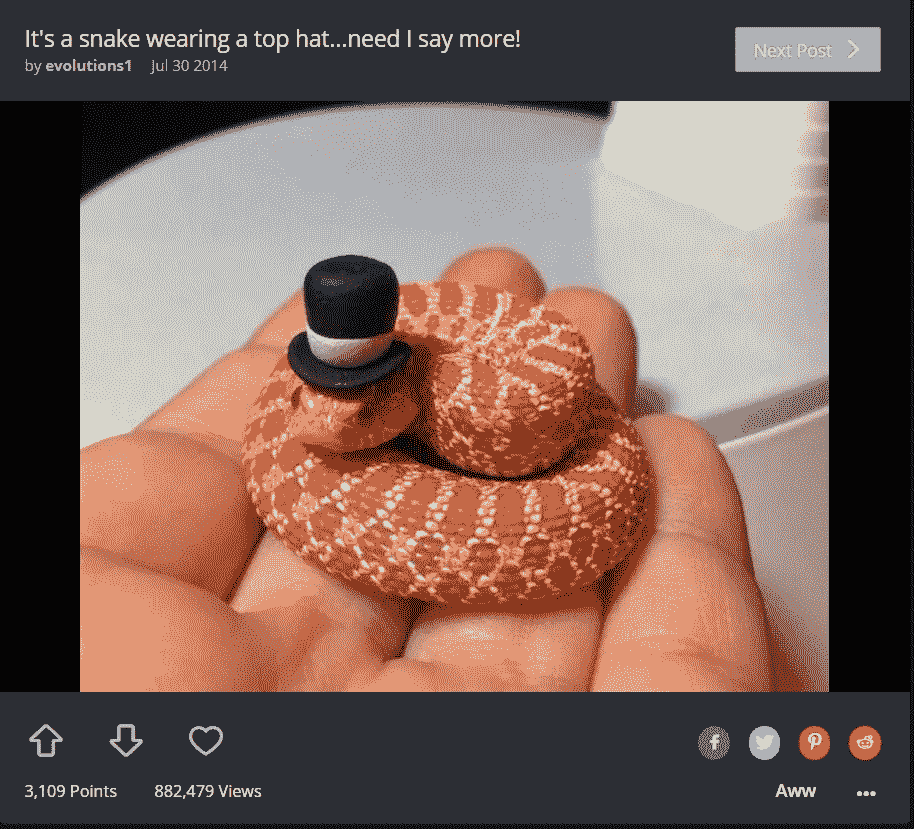 It's a snake wearing a top hat...need I say more!
by evolutions1 Jul 30 2014
Next Post
3,109 Points 882,479 Views
Aww